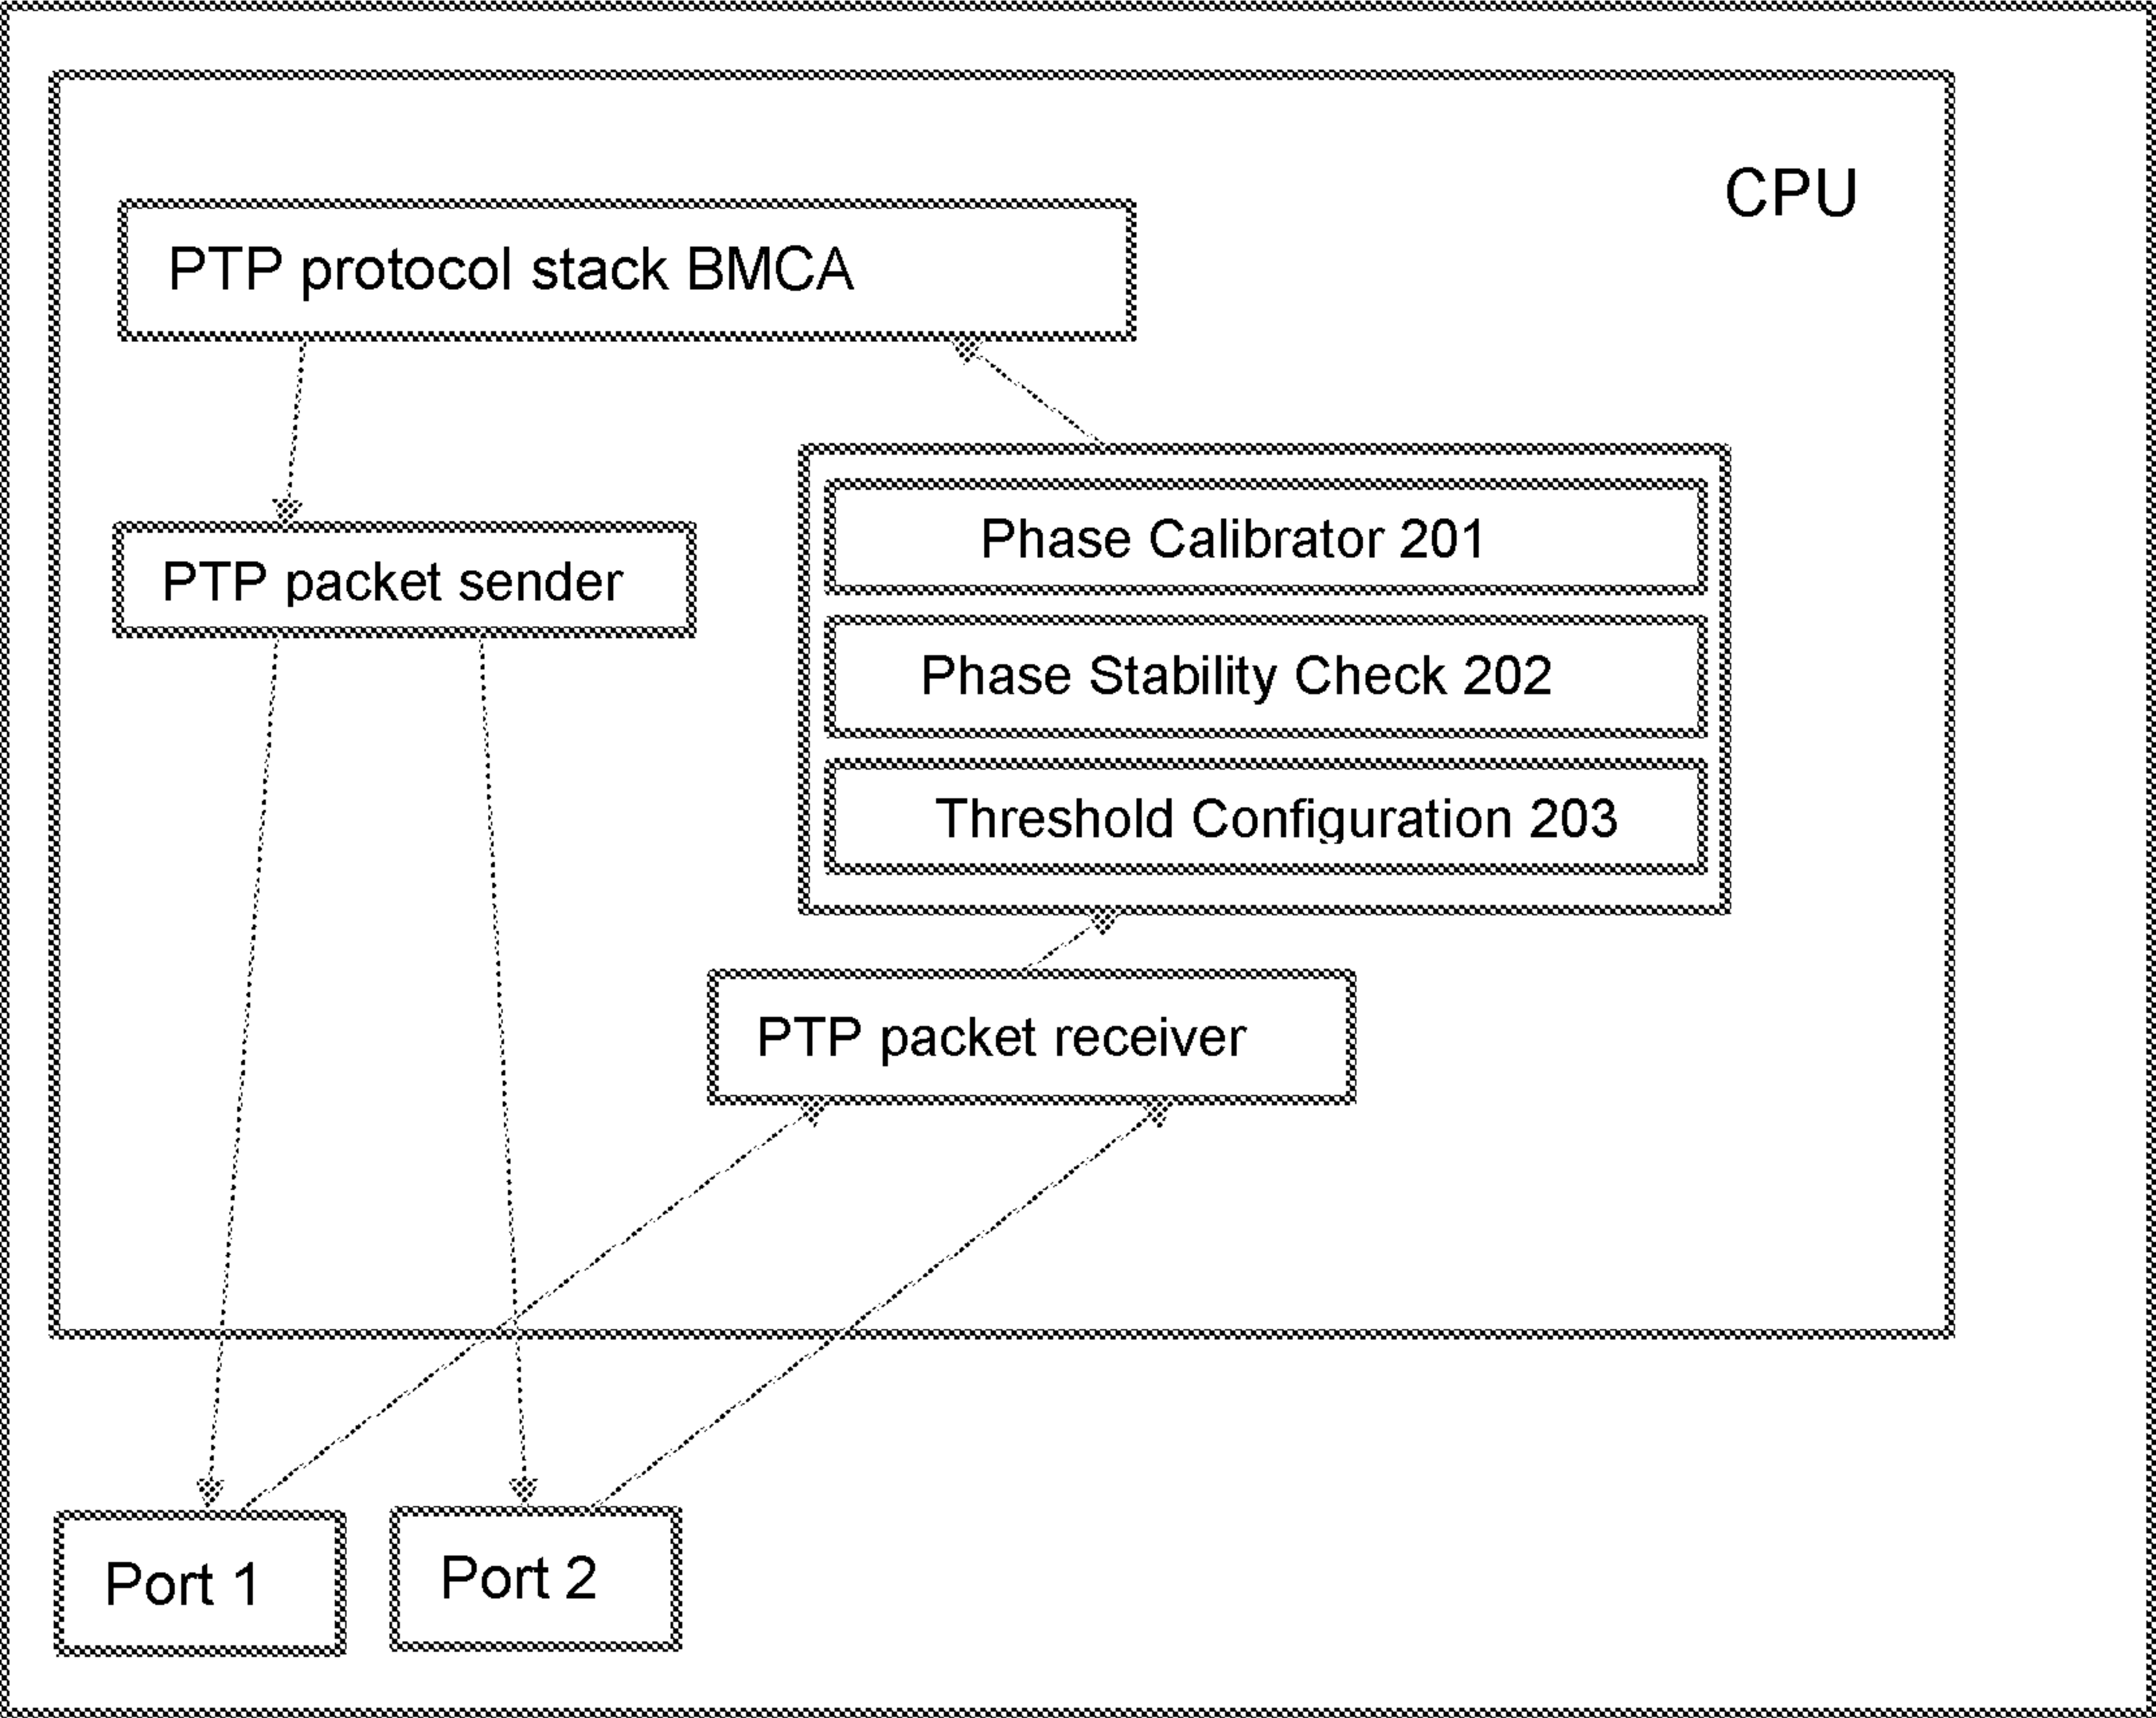 CPU
PTP protocol stack BMCA
PTP packet sender
Phase Calibrator 201
Phase Stability Check 202
Threshold Configuration 203
PTP packet receiver
Port 1
Port 2